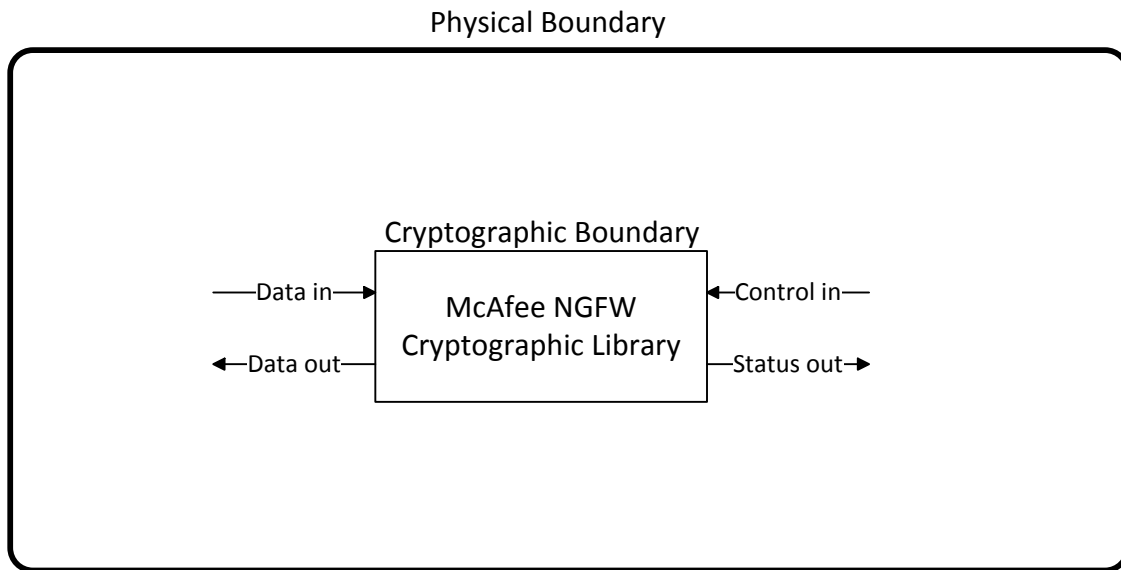 Physical Boundary
Cryptographic Boundary
Data in
McAfee NGFW
Cryptographic Library
Control in
Data out
Status out